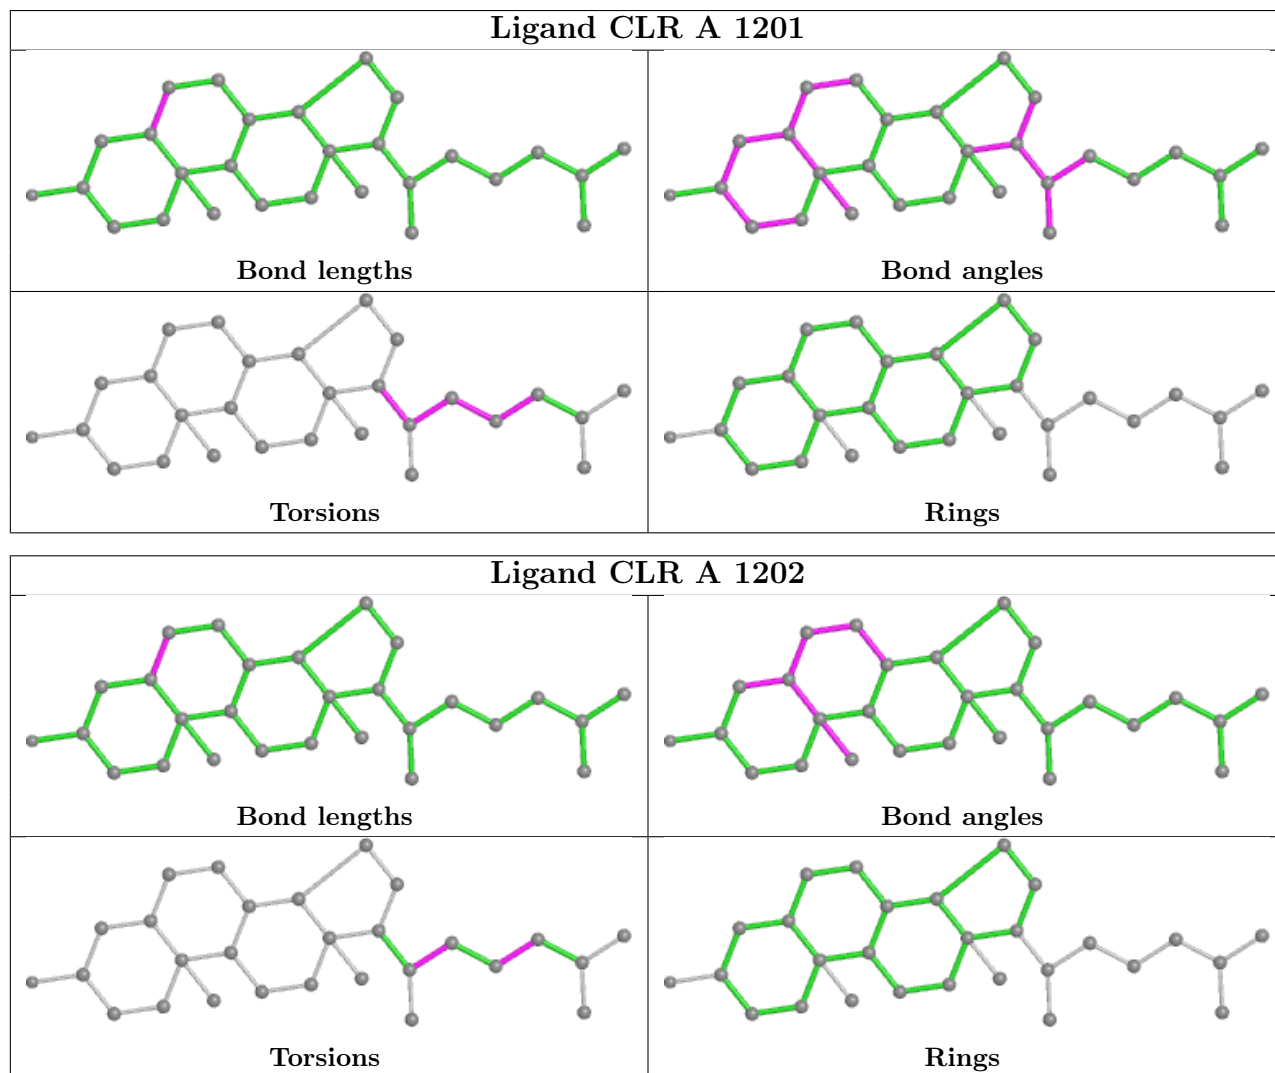 Ligand CLR A 1201
Bond lengths
Bond angles
Torsions
Rings
Ligand CLR A 1202
Bond lengths
Bond angles
Torsions
Rings